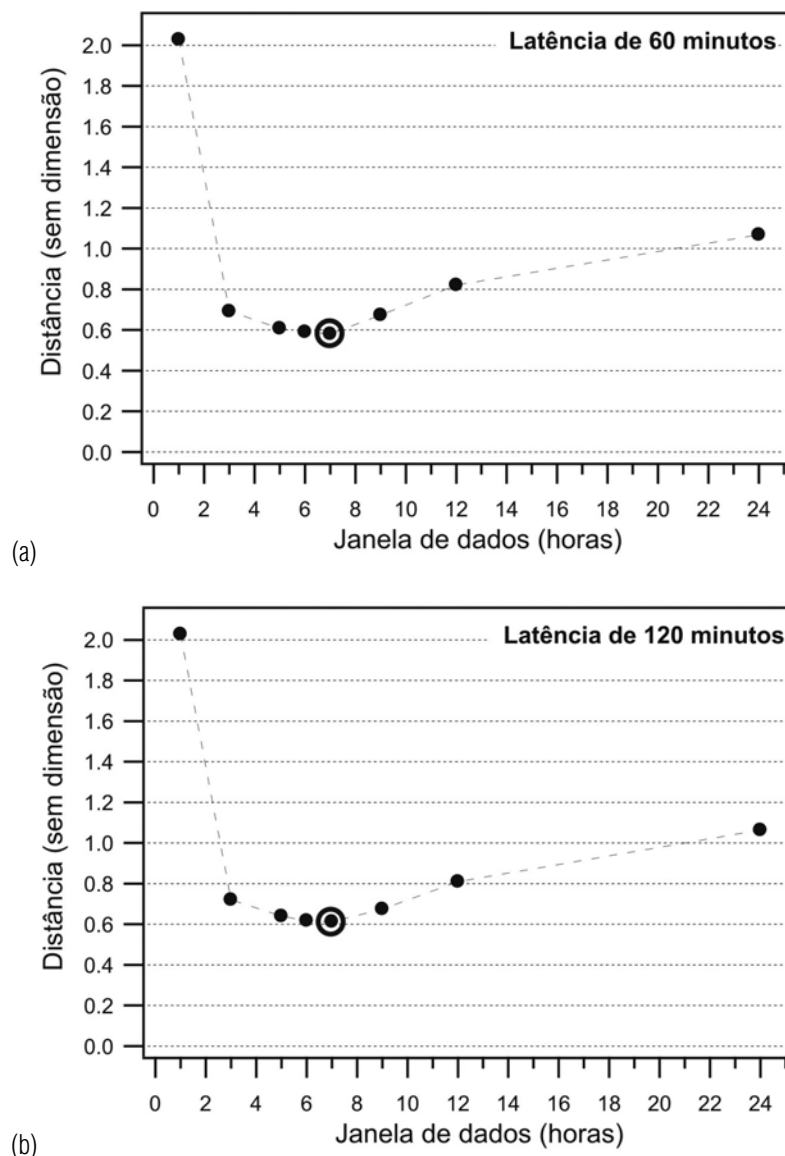 Latência de 60 minutos
2.0
1.8
1.6
1.4
1.2
1.0
0.8
0.6
0.4
0.2
0.0
Distância (sem dimensão)
0 2 4 6 8 10 12 14 16 18 20 22 24
Janela de dados (horas)
(a)
Latência de 120 minutos
2.0
1.8
1.6
1.4
1.2
1.0
0.8
0.6
0.4
0.2
0.0
Distância (sem dimensão)
0 2 4 6 8 10 12 14 16 18 20 22 24
Janela de dados (horas)
(b)